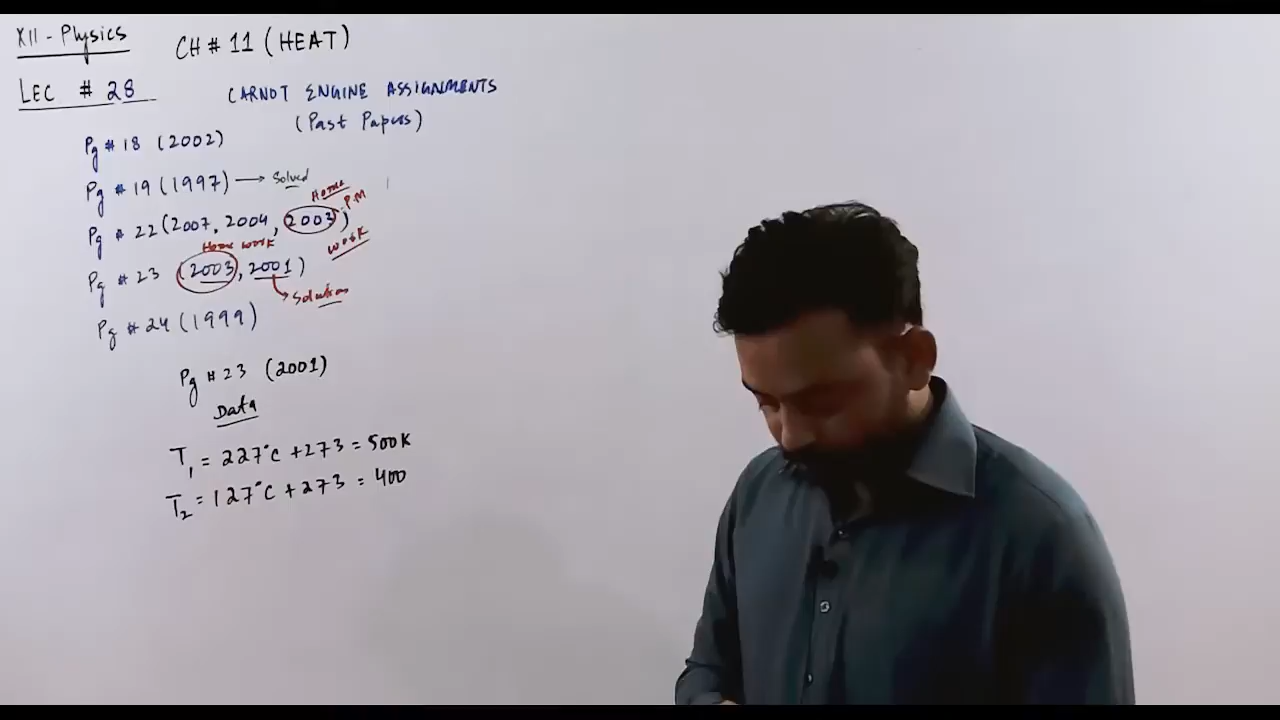 XII - Physics
CH # 11 (HEAT)
LEC # 28
CARNOT ENGINE ASSIGNMENTS
(Past Papers)
Pg # 18 (2002)
Pg # 19 (1997) → Solved
Pg # 22 (2007, 2004, 2003) Home P.M work
Pg # 23 (2003, 2001) Home work
→ Solution
Pg # 24 (1999)
Pg # 23 (2001)
Data
T₁ = 227°C + 273 = 500K
T₂ = 127°C + 273 = 400